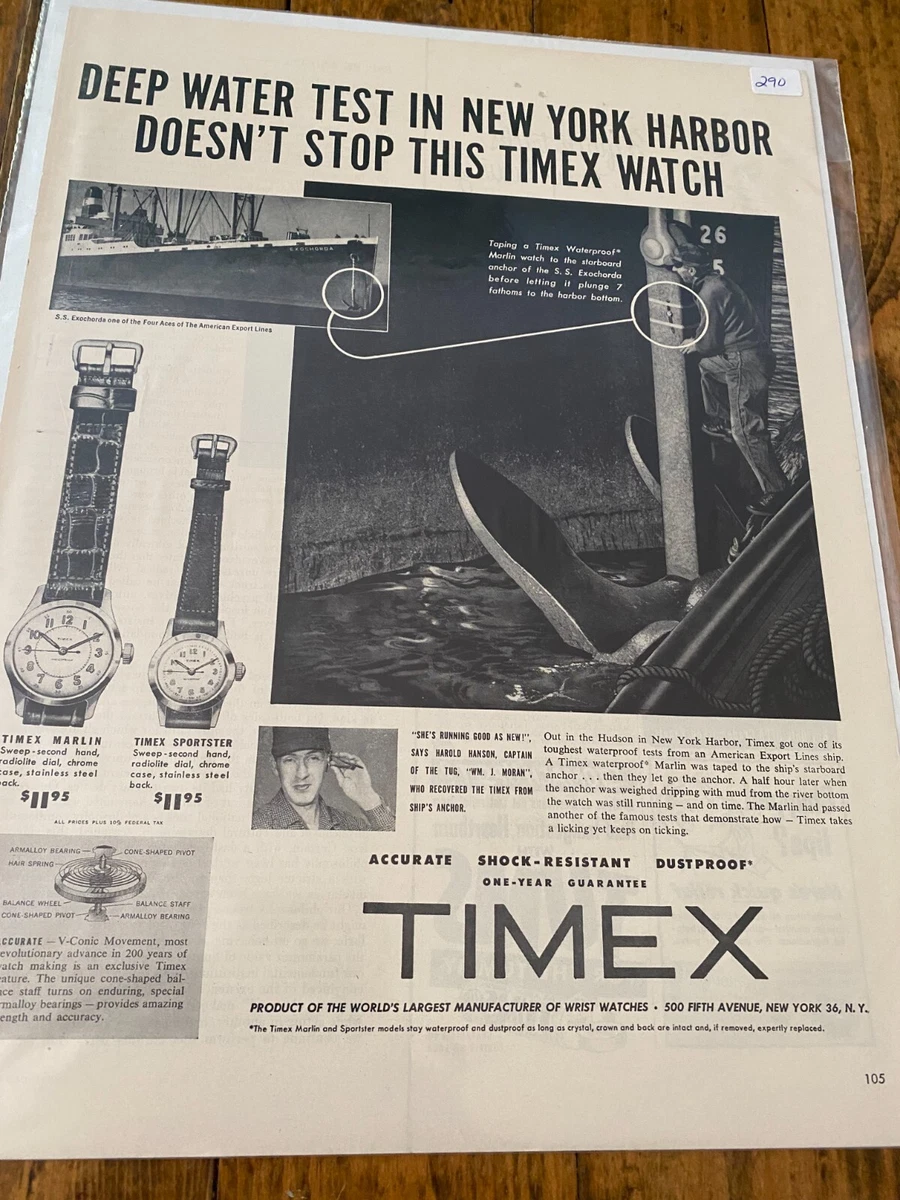 290
DEEP WATER TEST IN NEW YORK HARBOR
DOESN'T STOP THIS TIMEX WATCH
EXOCHORDA
S.S. Exochorda one of the Four Aces of The American Export Lines
Taping a Timex Waterproof*
Marlin watch to the starboard
anchor of the S. S. Exochorda
before letting it plunge 7
fathoms to the harbor bottom.
26
5
TIMEX
TIMEX
TIMEX MARLIN
Sweep-second hand,
radiolite dial, chrome
case, stainless steel
back.
$1195
TIMEX SPORTSTER
Sweep-second hand,
radiolite dial, chrome
case, stainless steel
back.
$1195
ALL PRICES PLUS 10% FEDERAL TAX
"SHE'S RUNNING GOOD AS NEW!",
SAYS HAROLD HANSON, CAPTAIN
OF THE TUG, "WM. J. MORAN",
WHO RECOVERED THE TIMEX FROM
SHIP'S ANCHOR.
Out in the Hudson in New York Harbor, Timex got one of its
toughest waterproof tests from an American Export Lines ship.
A Timex waterproof* Marlin was taped to the ship's starboard
anchor . . . then they let go the anchor. A half hour later when
the anchor was weighed dripping with mud from the river bottom
the watch was still running — and on time. The Marlin had passed
another of the famous tests that demonstrate how — Timex takes
a licking yet keeps on ticking.
ARMALLOY BEARING
CONE-SHAPED PIVOT
HAIR SPRING
BALANCE WHEEL
BALANCE STAFF
CONE-SHAPED PIVOT
ARMALLOY BEARING
CCURATE — V-Conic Movement, most
evolutionary advance in 200 years of
atch making is an exclusive Timex
ature. The unique cone-shaped bal-
ce staff turns on enduring, special
malloy bearings — provides amazing
ength and accuracy.
ACCURATE SHOCK-RESISTANT DUSTPROOF*
ONE-YEAR GUARANTEE
TIMEX
PRODUCT OF THE WORLD'S LARGEST MANUFACTURER OF WRIST WATCHES • 500 FIFTH AVENUE, NEW YORK 36, N.Y.
*The Timex Marlin and Sportster models stay waterproof and dustproof as long as crystal, crown and back are intact and, if removed, expertly replaced.
105